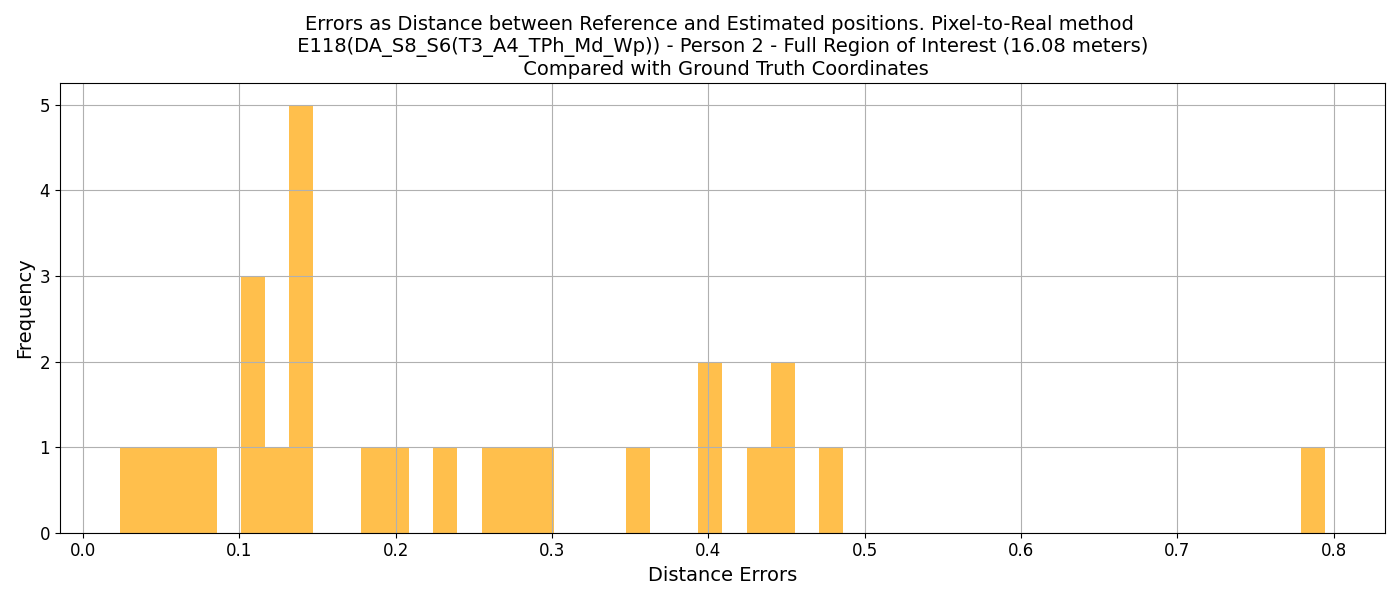 Errors as Distance between Reference and Estimated positions. Pixel-to-Real method
E118(DA_S8_S6(T3_A4_TPh_Md_Wp)) - Person 2 - Full Region of Interest (16.08 meters)
Compared with Ground Truth Coordinates
5
4
3
2
1
0
Frequency
0.0 0.1 0.2 0.3 0.4 0.5 0.6 0.7 0.8
Distance Errors